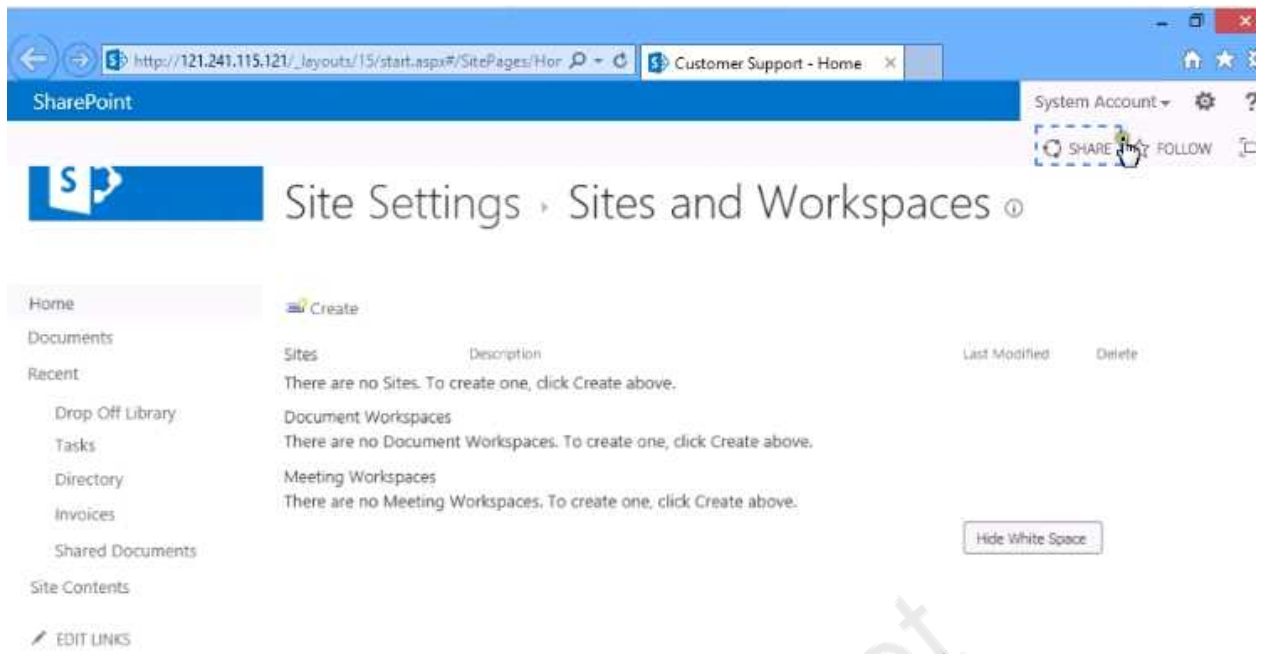 http://121.241.115.121/_layouts/15/start.aspx#/SitePages/Hor
Customer Support - Home
SharePoint
System Account
?
SHARE
FOLLOW
S
Site Settings › Sites and Workspaces
Home
Documents
Recent
Drop Off Library
Tasks
Directory
Invoices
Shared Documents
Site Contents
EDIT LINKS
Create
Sites Description Last Modified Delete
There are no Sites. To create one, click Create above.
Document Workspaces
There are no Document Workspaces. To create one, click Create above.
Meeting Workspaces
There are no Meeting Workspaces. To create one, click Create above.
Hide White Space